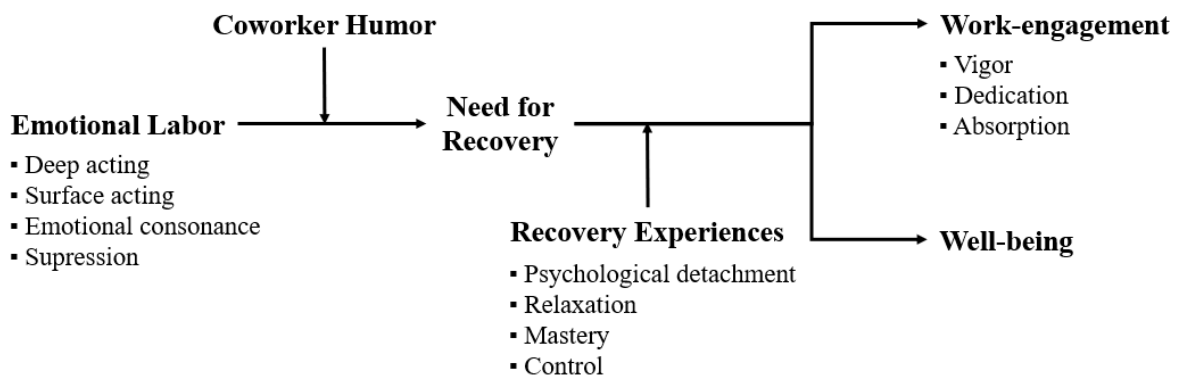 Coworker Humor
Emotional Labor
▪ Deep acting
▪ Surface acting
▪ Emotional consonance
▪ Supression
Need for
Recovery
Recovery Experiences
▪ Psychological detachment
▪ Relaxation
▪ Mastery
▪ Control
Work-engagement
▪ Vigor
▪ Dedication
▪ Absorption
Well-being